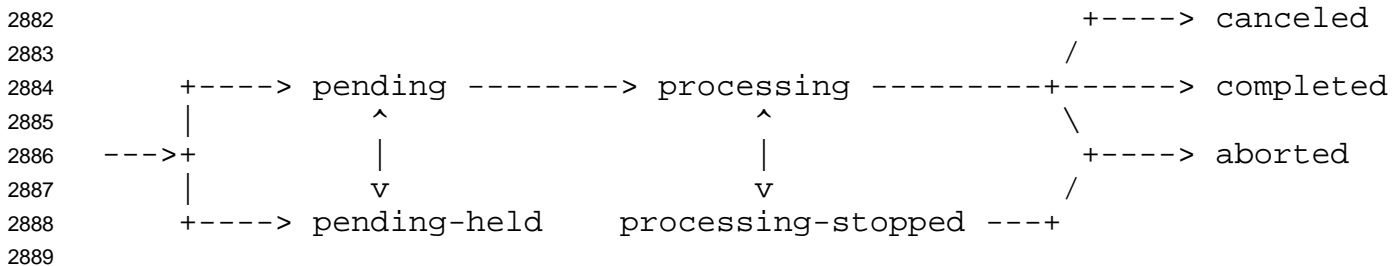 2882                                                  +----> canceled
2883                                                 /
2884     +----> pending --------> processing ---------+------> completed
2885     |         ^                   ^               \
2886 --->+         |                   |                +----> aborted
2887     |         v                   v               /
2888     +----> pending-held    processing-stopped ---+
2889